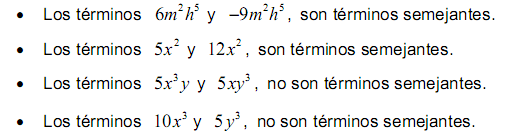 • Los términos 6m²h⁵ y –9m²h⁵, son términos semejantes.
• Los términos 5x² y 12x², son términos semejantes.
• Los términos 5x³y y 5xy³, no son términos semejantes.
• Los términos 10x³ y 5y³, no son términos semejantes.